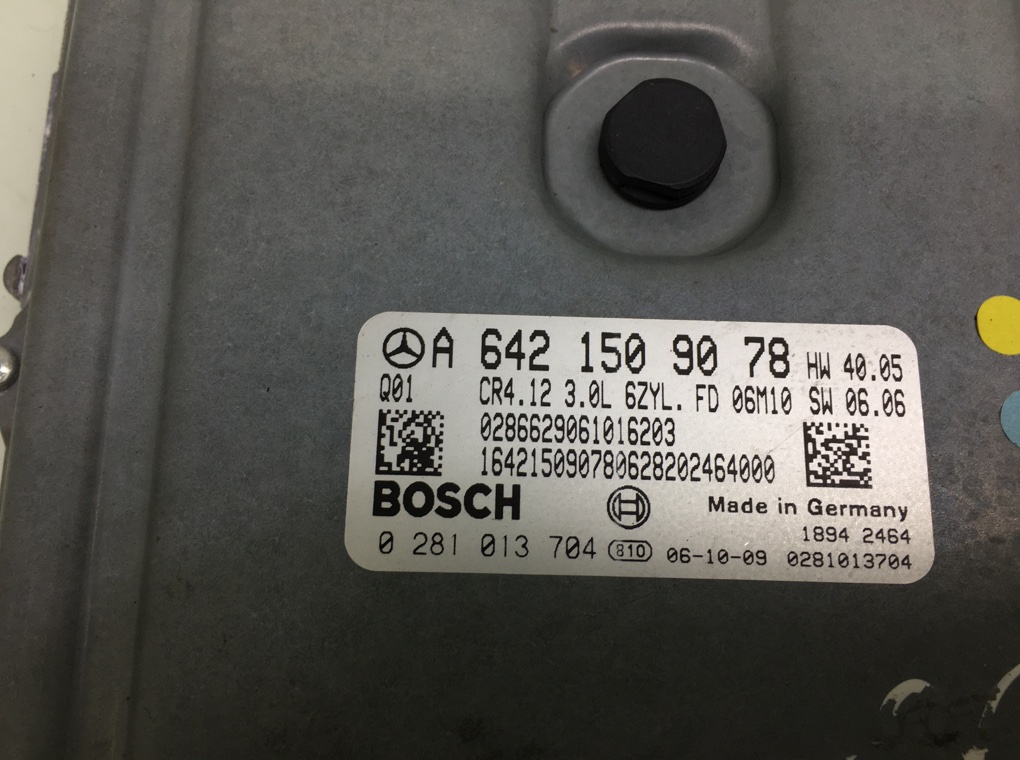 A 642 150 90 78 HW 40.05
Q01 CR4.12 3.0L 6ZYL. FD 06M10 SW 06.06
0286629061016203
164215090780628202464000
BOSCH Made in Germany
1894 2464
0 281 013 704 810 06-10-09 0281013704